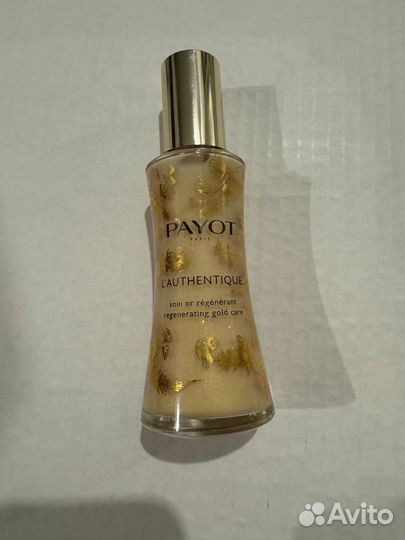 PAYOT
PARIS
L'AUTHENTIQUE
soin or régénérant
regenerating gold care
Avito